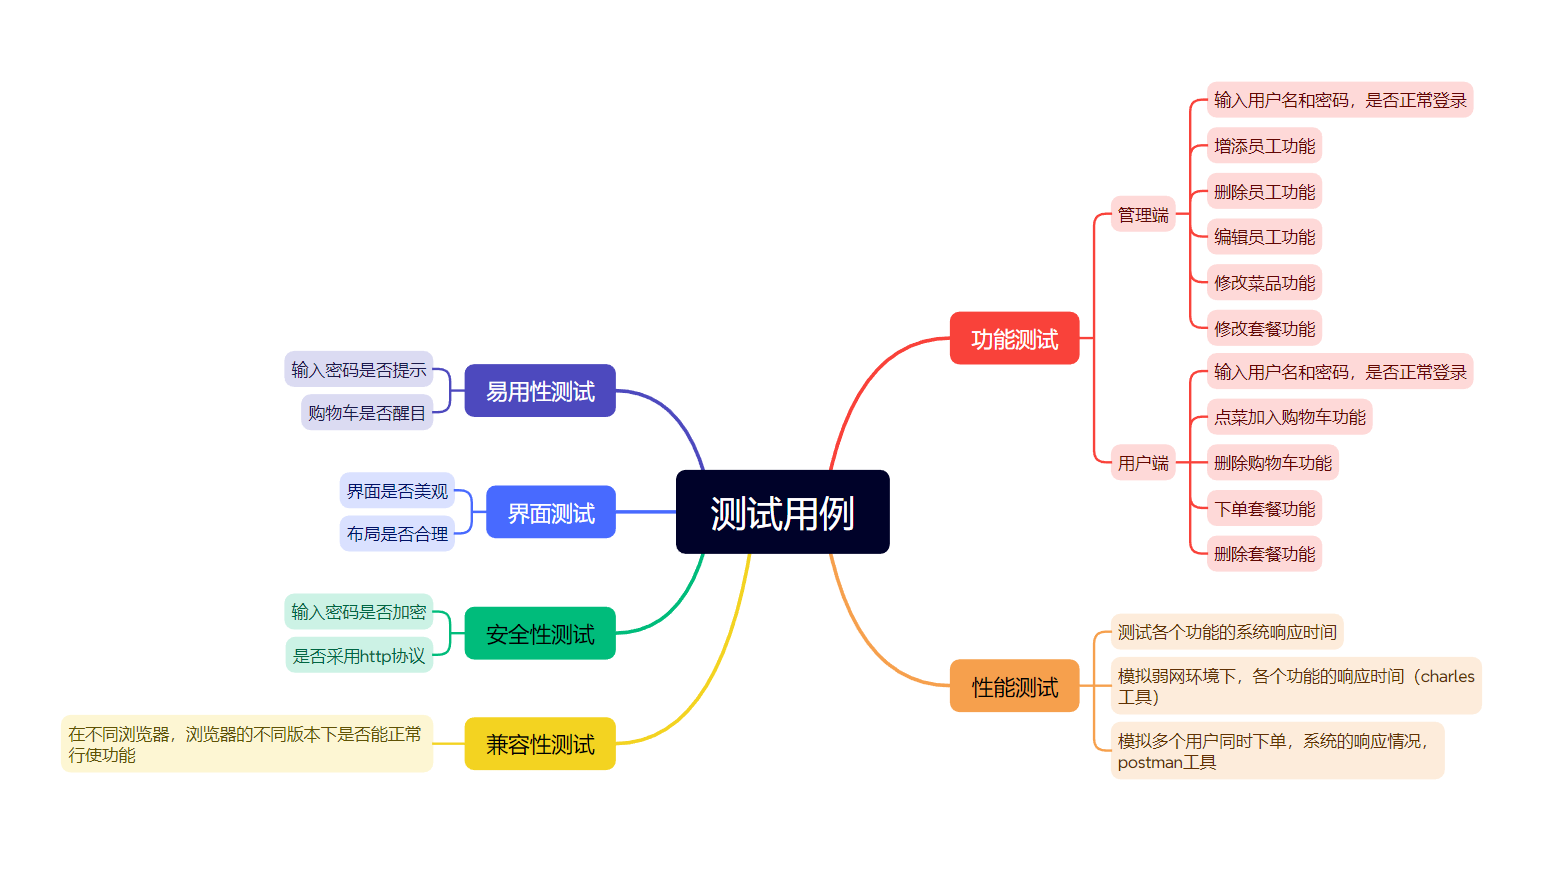 测试用例
功能测试
管理端
输入用户名和密码，是否正常登录
增添员工功能
删除员工功能
编辑员工功能
修改菜品功能
修改套餐功能
用户端
输入用户名和密码，是否正常登录
点菜加入购物车功能
删除购物车功能
下单套餐功能
删除套餐功能
性能测试
测试各个功能的系统响应时间
模拟弱网环境下，各个功能的响应时间（charles
工具）
模拟多个用户同时下单，系统的响应情况，
postman工具
易用性测试
输入密码是否提示
购物车是否醒目
界面测试
界面是否美观
布局是否合理
安全性测试
输入密码是否加密
是否采用http协议
兼容性测试
在不同浏览器，浏览器的不同版本下是否能正常
行使功能